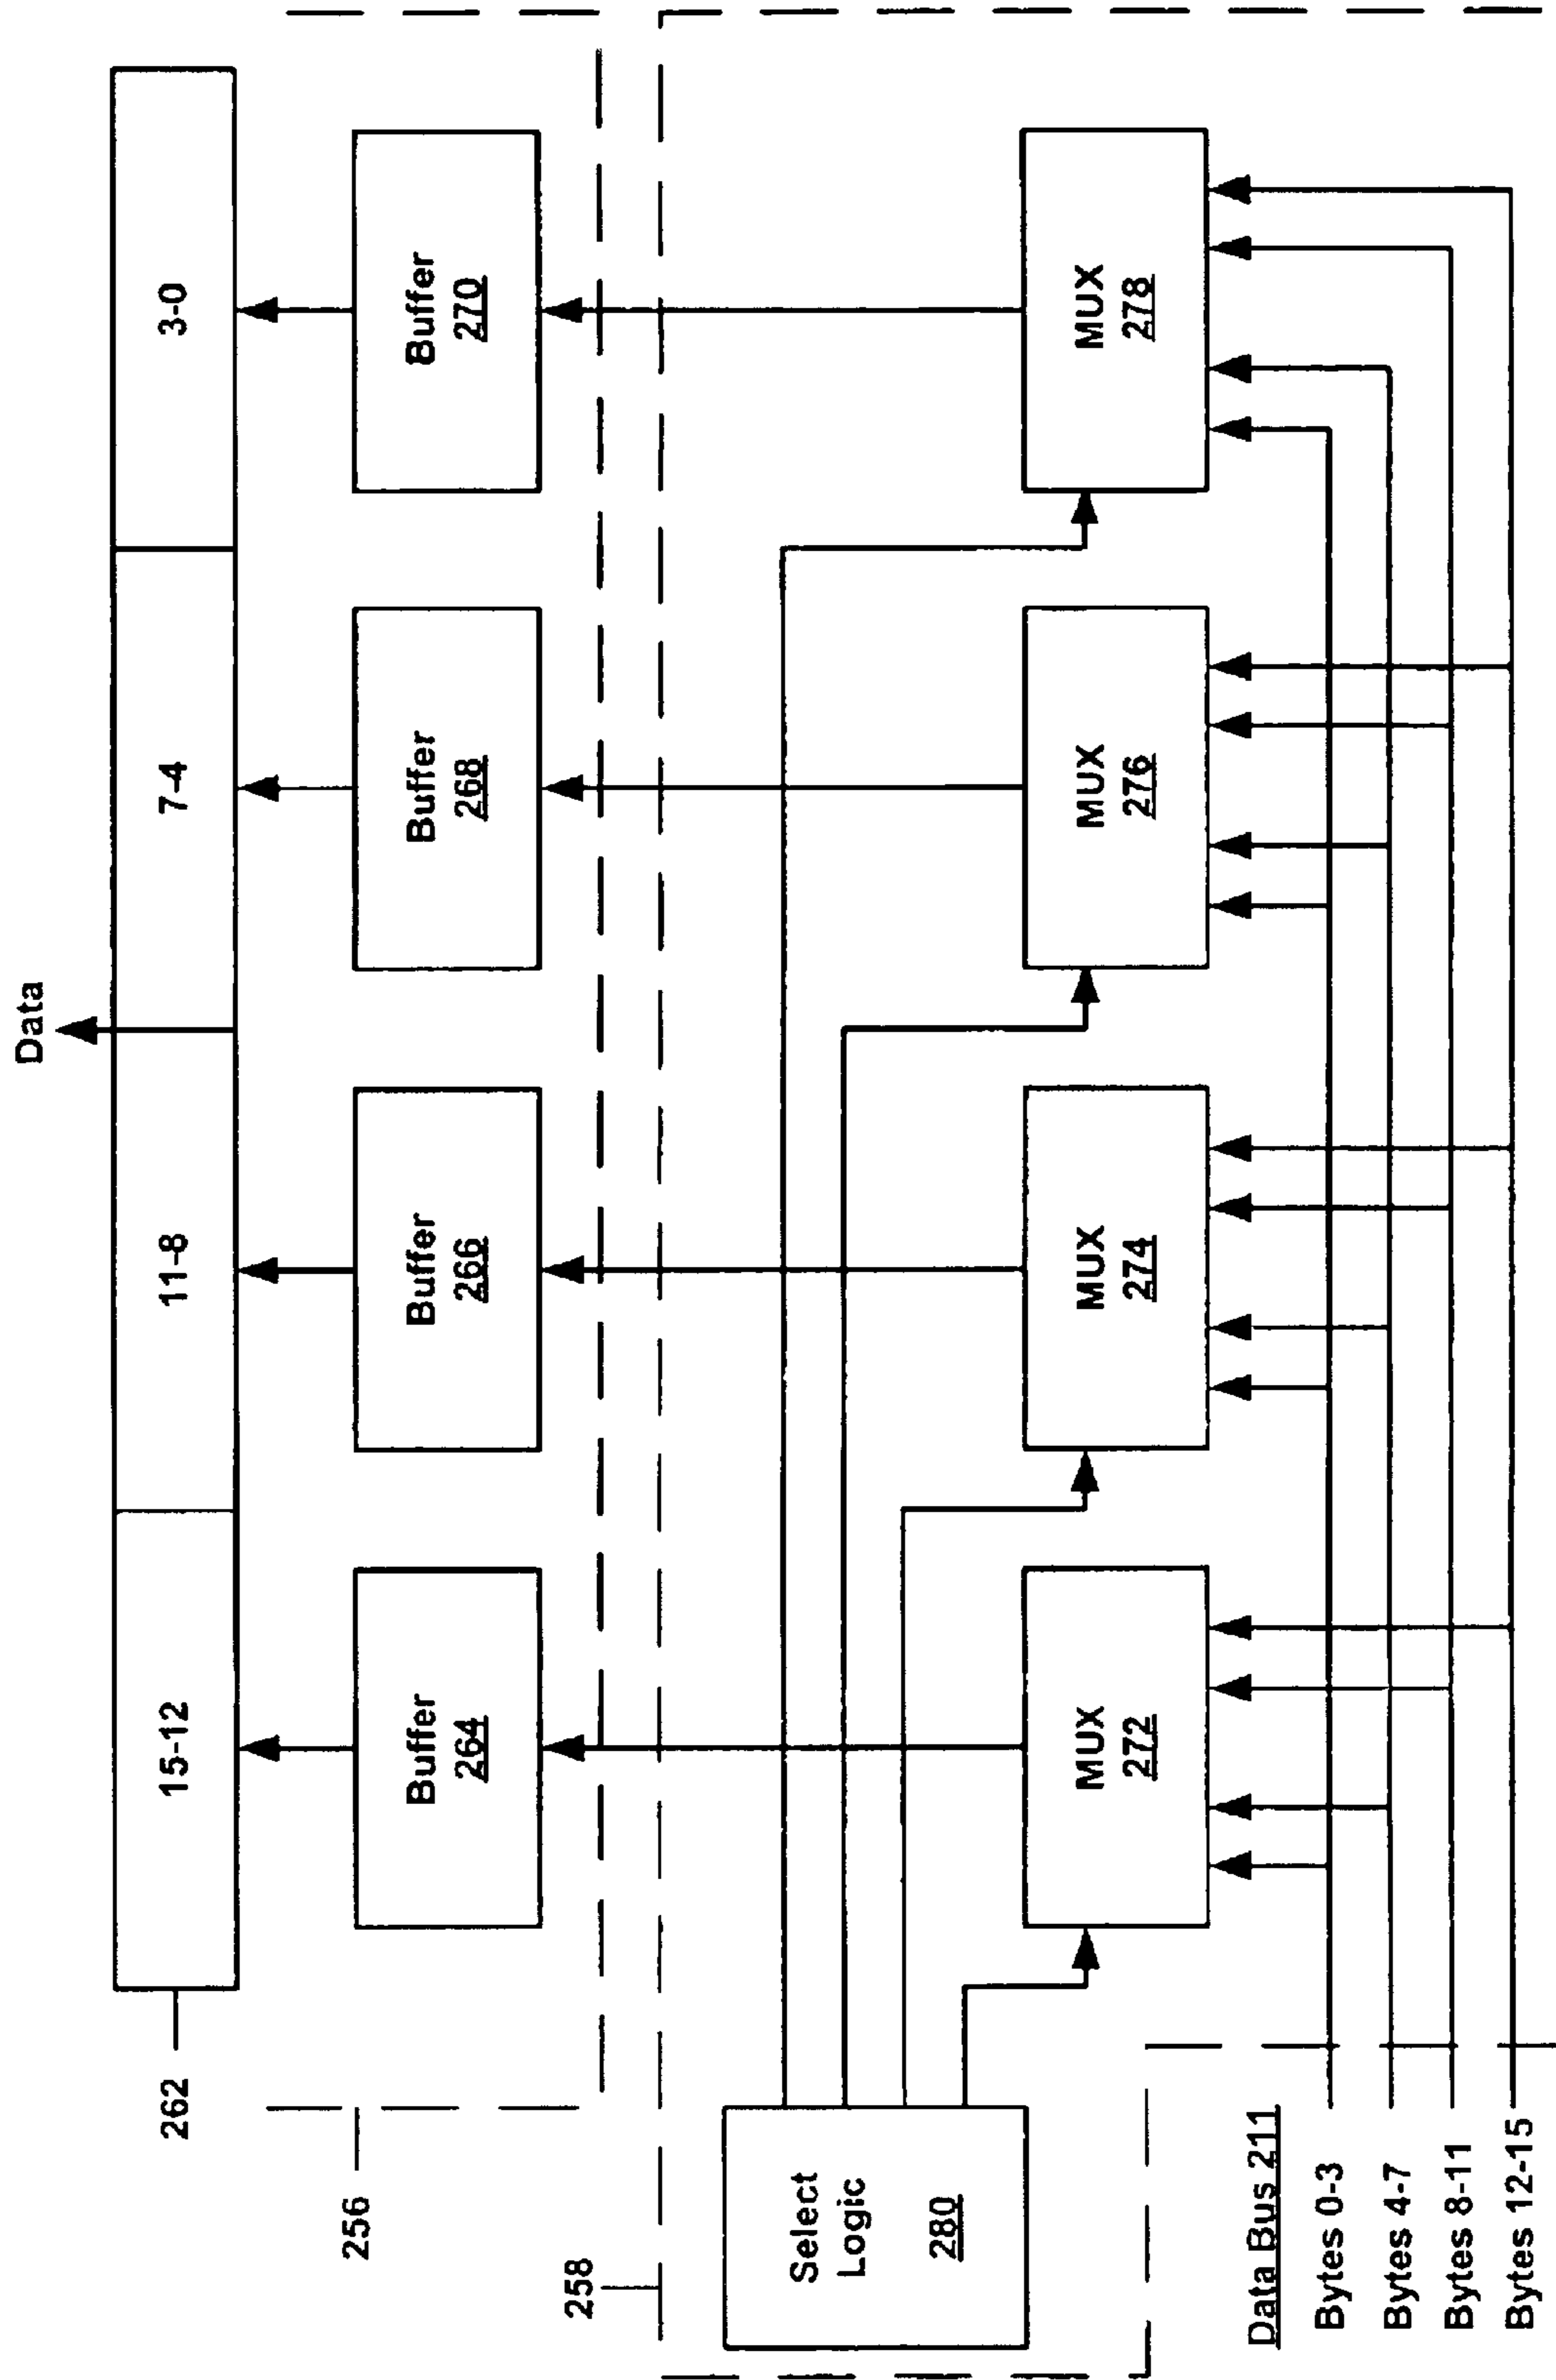 Data
262
15-12
11-8
7-4
3-0
256
Buffer
264
Buffer
266
Buffer
268
Buffer
270
258
Select
Logic
280
MUX
272
MUX
274
MUX
276
MUX
278
Data Bus 211
Bytes 0-3
Bytes 4-7
Bytes 8-11
Bytes 12-15